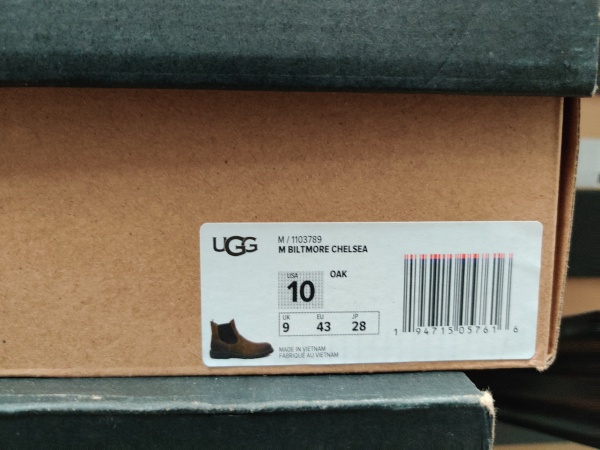 UGG
M / 1103789
M BILTMORE CHELSEA
USA
10
OAK
UK EU JP
9 43 28
MADE IN VIETNAM
FABRIQUÉ AU VIETNAM
1 94715 05761 6